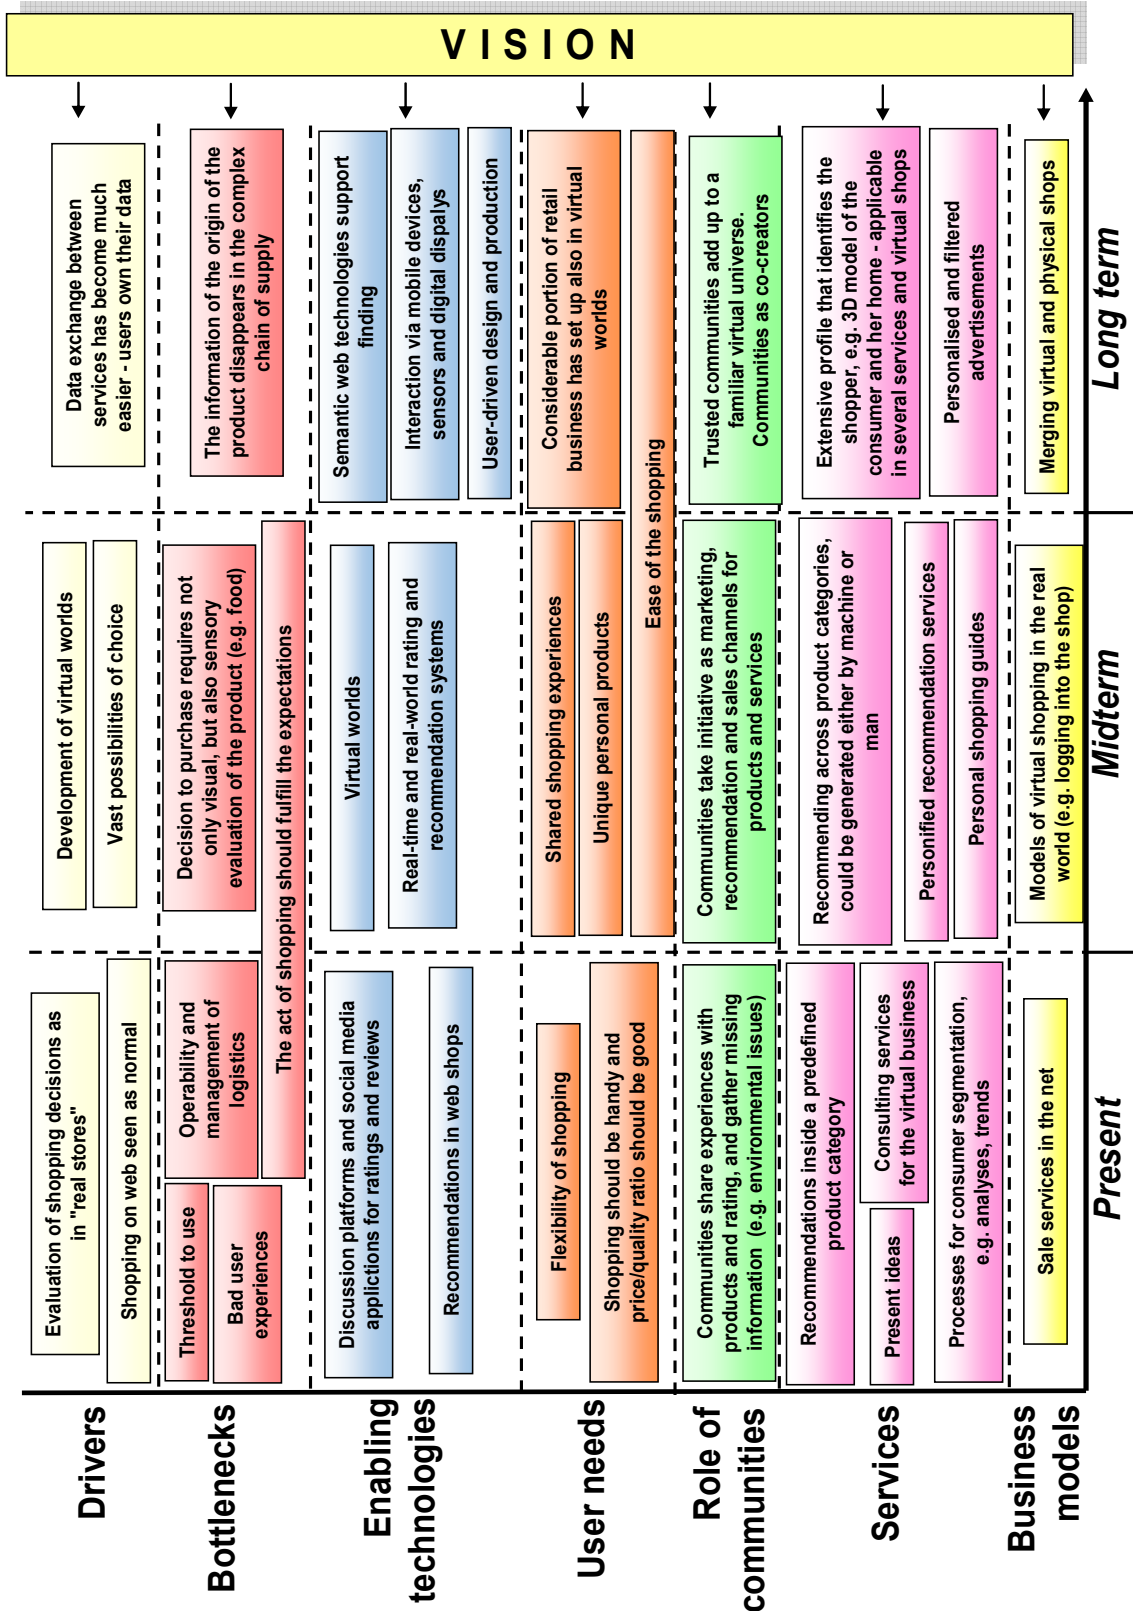 VISION
Drivers
Evaluation of shopping decisions as
in "real stores"
Shopping on web seen as normal
Development of virtual worlds
Vast possibilities of choice
Data exchange between
services has become much
easier - users own their data
Bottlenecks
Threshold to use
Bad user
experiences
Operability and
management of
logistics
The act of shopping should fulfill the expectations
Decision to purchase requires not
only visual, but also sensory
evaluation of the product (e.g. food)
The information of the origin of the
product disappears in the complex
chain of supply
Enabling
technologies
Discussion platforms and social media
applictions for ratings and reviews
Recommendations in web shops
Virtual worlds
Real-time and real-world rating and
recommendation systems
Semantic web technologies support
finding
Interaction via mobile devices,
sensors and digital dispalys
User-driven design and production
User needs
Flexibility of shopping
Shopping should be handy and
price/quality ratio should be good
Shared shopping experiences
Unique personal products
Ease of the shopping
Considerable portion of retail
business has set up also in virtual
worlds
Role of
communities
Communities share experiences with
products and rating, and gather missing
information (e.g. environmental issues)
Communities take initiative as marketing,
recommendation and sales channels for
products and services
Trusted communities add up to a
familiar virtual universe.
Communities as co-creators
Services
Recommendations inside a predefined
product category
Present ideas
Consulting services
for the virtual business
Processes for consumer segmentation,
e.g. analyses, trends
Recommending across product categories,
could be generated either by machine or
man
Personified recommendation services
Personal shopping guides
Extensive profile that identifies the
shopper, e.g. 3D model of the
consumer and her home - applicable
in several services and virtual shops
Personalised and filtered
advertisements
Business
models
Sale services in the net
Models of virtual shopping in the real
world (e.g. logging into the shop)
Merging virtual and physical shops
Present
Midterm
Long term